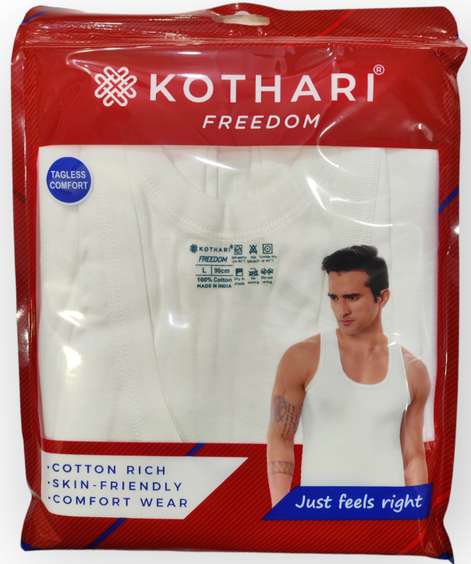 KOTHARI®
FREEDOM
TAGLESS
COMFORT
KOTHARI®
FREEDOM
L 90cm
100% Cotton
MADE IN INDIA
·COTTON RICH
·SKIN-FRIENDLY
·COMFORT WEAR
Just feels right